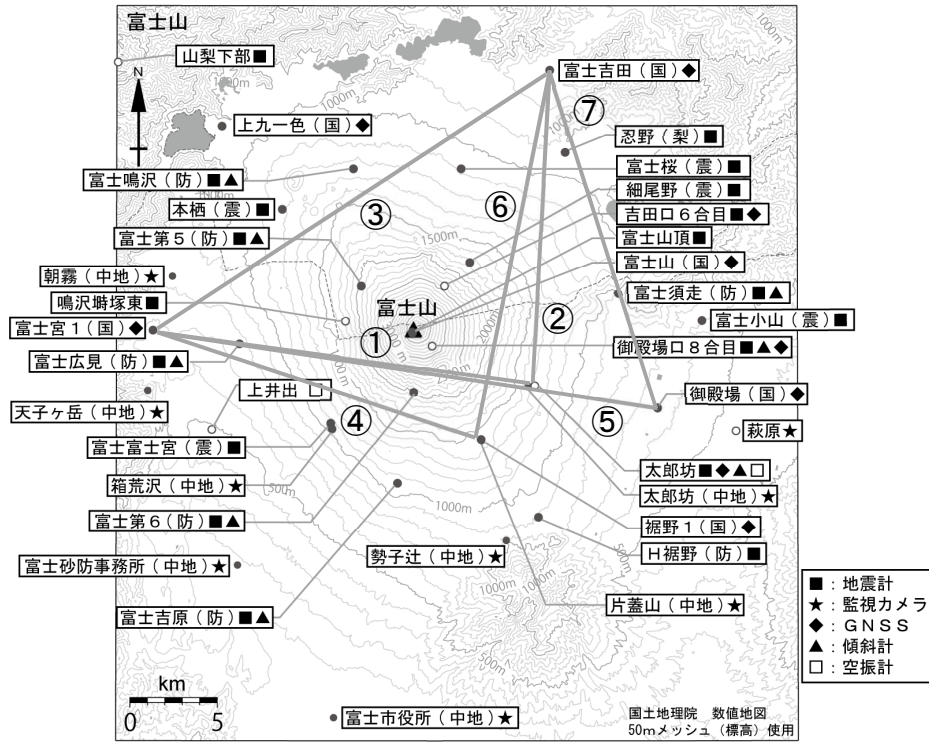 富士山
山梨下部■
N
富士吉田（国）◆
1000m
1000m
⑦
上九一色（国）◆
1000m
忍野（梨）■
富士鳴沢（防）■▲
富士桜（震）■
細尾野（震）■
本栖（震）■
③
⑥
吉田口６合目■◆
富士第５（防）■▲
1500m
富士山頂■
富士山（国）◆
朝霧（中地）★
鳴沢塒塚東■
富士山
②
富士須走（防）■▲
富士宮１（国）◆
①
2000m
富士小山（震）■
富士広見（防）■▲
御殿場口８合目■▲◆
天子ヶ岳（中地）★
上井出 □
御殿場（国）◆
④
⑤
萩原★
富士富士宮（震）■
太郎坊■◆▲□
箱荒沢（中地）★
500m
太郎坊（中地）★
1000m
富士第６（防）■▲
裾野１（国）◆
勢子辻（中地）★
Ｈ裾野（防）■
500m
富士砂防事務所（中地）★
1000m
1000m
富士吉原（防）■▲
片蓋山（中地）★
500m
■：地震計
★：監視カメラ
◆：ＧＮＳＳ
▲：傾斜計
□：空振計
km
0 5
富士市役所（中地）★
国土地理院　数値地図
50mメッシュ（標高）使用